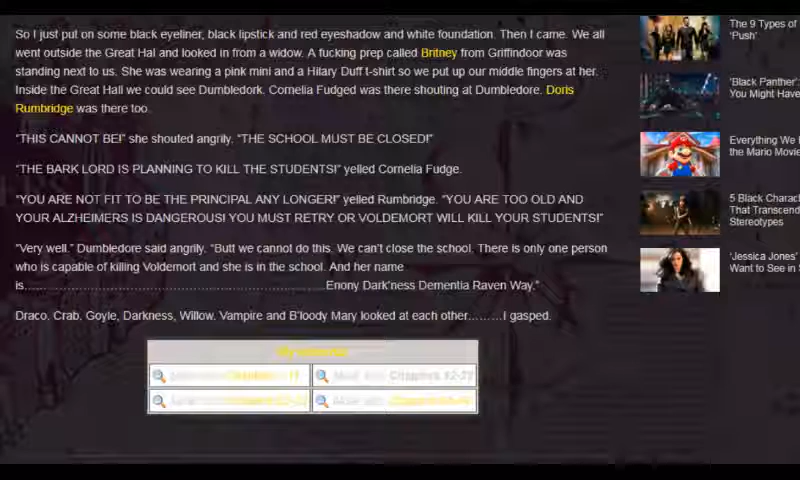 So I just put on some black eyeliner, black lipstick and red eyeshadow and white foundation. Then I came. We all
went outside the Great Hal and looked in from a widow. A fucking prep called Britney from Griffindoor was
standing next to us. She was wearing a pink mini and a Hilary Duff t-shirt so we put up our middle fingers at her.
Inside the Great Hall we could see Dumbledork. Cornelia Fudged was there shouting at Dumbledore. Doris
Rumbridge was there too.
“THIS CANNOT BE!” she shouted angrily. “THE SCHOOL MUST BE CLOSED!”
“THE BARK LORD IS PLANNING TO KILL THE STUDENTS!” yelled Cornelia Fudge.
“YOU ARE NOT FIT TO BE THE PRINCIPAL ANY LONGER!” yelled Rumbridge. “YOU ARE TOO OLD AND
YOUR ALZHEIMERS IS DANGEROUS! YOU MUST RETRY OR VOLDEMORT WILL KILL YOUR STUDENTS!”
“Very well.” Dumbledore said angrily. “Butt we cannot do this. We can’t close the school. There is only one person
who is capable of killing Voldemort and she is in the school. And her name
is…………………………………………………………………Enony Dark’ness Dementia Raven Way.”
Draco. Crab. Goyle, Darkness, Willow. Vampire and B’loody Mary looked at each other………I gasped.
The 9 Types of
‘Push’
‘Black Panther’:
You Might Have
Everything We
the Mario Movie
5 Black Charac
That Transcend
Stereotypes
‘Jessica Jones’
Want to See in